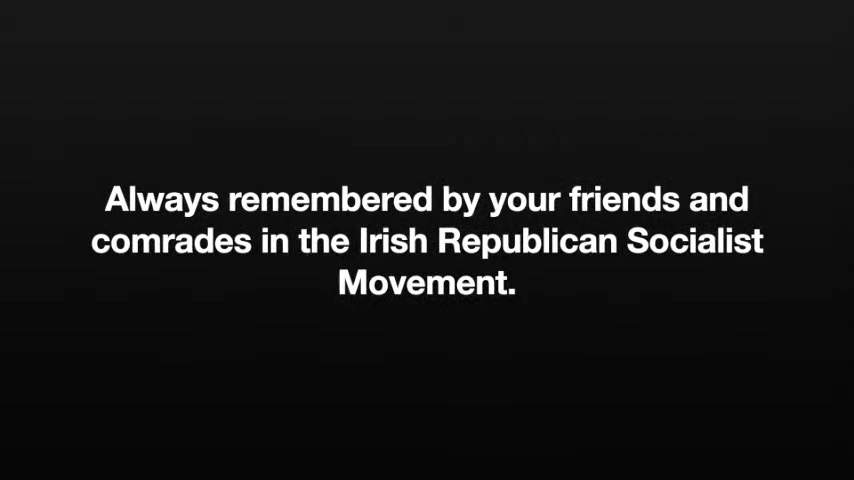 Always remembered by your friends and
comrades in the Irish Republican Socialist
Movement.